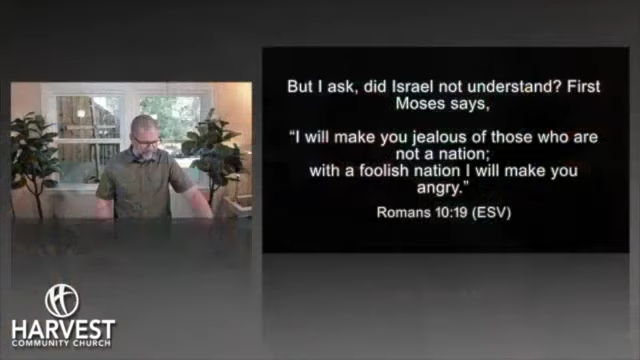 But I ask, did Israel not understand? First
Moses says,
“I will make you jealous of those who are
not a nation;
with a foolish nation I will make you
angry.”
Romans 10:19 (ESV)
HARVEST
COMMUNITY CHURCH